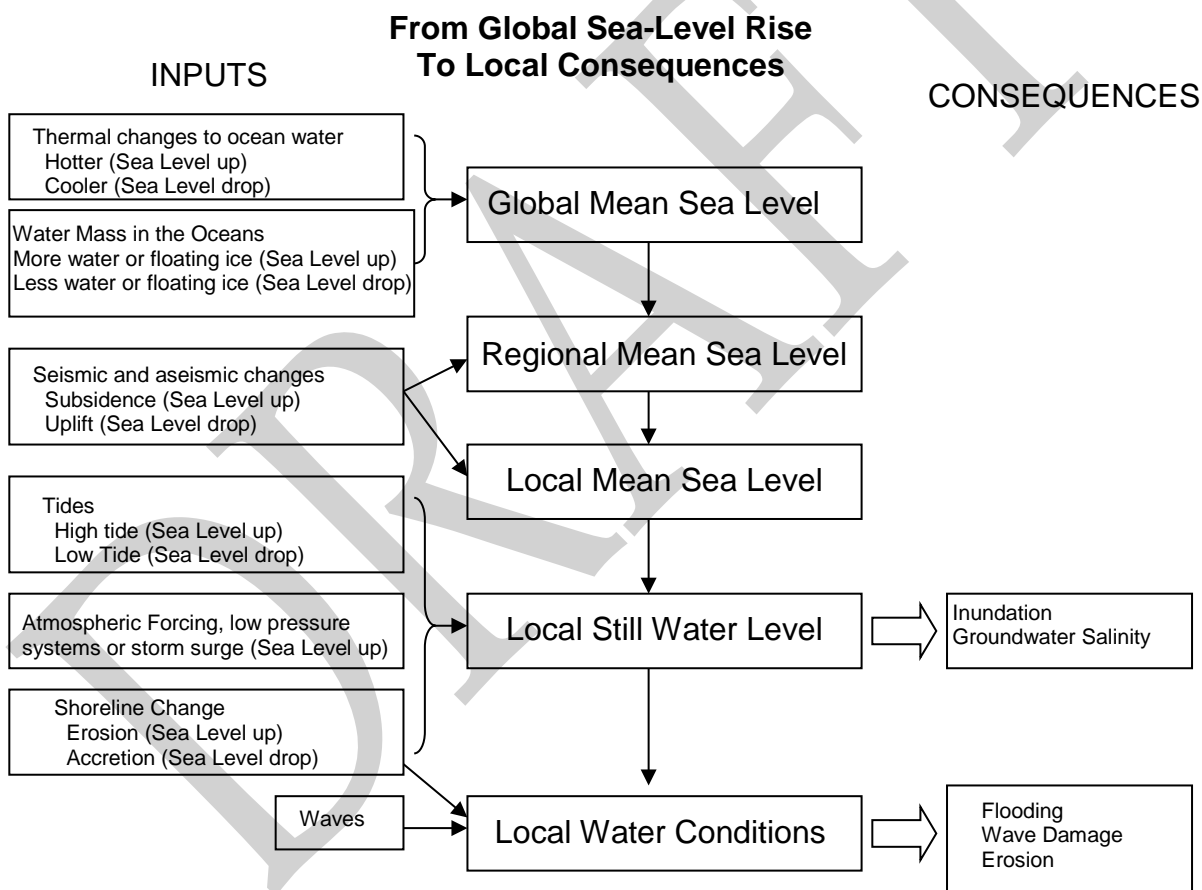 From Global Sea-Level Rise
To Local Consequences
INPUTS
CONSEQUENCES
Thermal changes to ocean water
Hotter (Sea Level up)
Cooler (Sea Level drop)
Global Mean Sea Level
Water Mass in the Oceans
More water or floating ice (Sea Level up)
Less water or floating ice (Sea Level drop)
Regional Mean Sea Level
Seismic and aseismic changes
Subsidence (Sea Level up)
Uplift (Sea Level drop)
Local Mean Sea Level
Tides
High tide (Sea Level up)
Low Tide (Sea Level drop)
Atmospheric Forcing, low pressure
systems or storm surge (Sea Level up)
Local Still Water Level
Inundation
Groundwater Salinity
Shoreline Change
Erosion (Sea Level up)
Accretion (Sea Level drop)
Waves
Local Water Conditions
Flooding
Wave Damage
Erosion
DRAFT